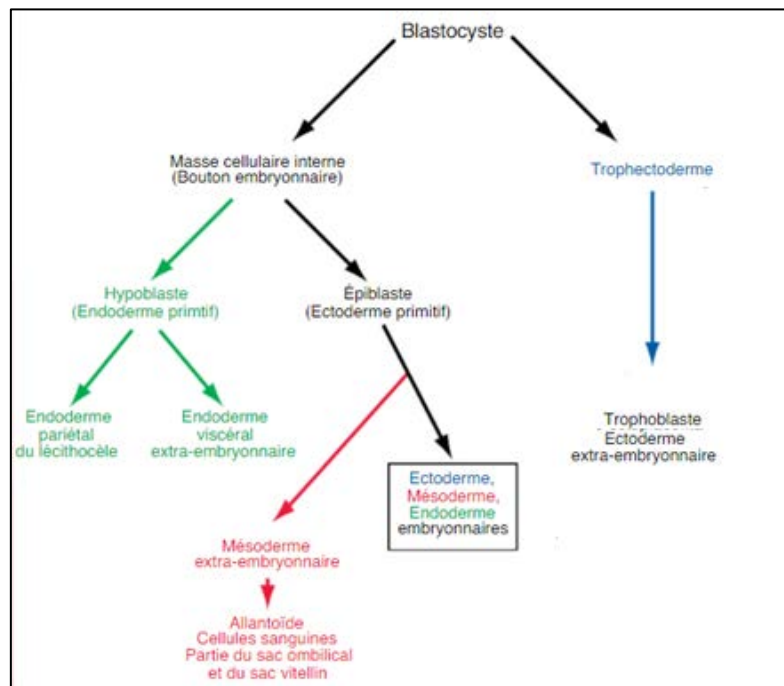 Blastocyste
Masse cellulaire interne
(Bouton embryonnaire)
Trophectoderme
Hypoblaste
(Endoderme primtif)
Épiblaste
(Ectoderme primitif)
Endoderme
pariétal
du lécithocèle
Endoderme
viscéral
extra-embryonnaire
Trophoblaste
Ectoderme
extra-embryonnaire
Ectoderme,
Mésoderme,
Endoderme
embryonnaires
Mésoderme
extra-embryonnaire
Allantoïde
Cellules sanguines
Partie du sac ombilical
et du sac vitellin